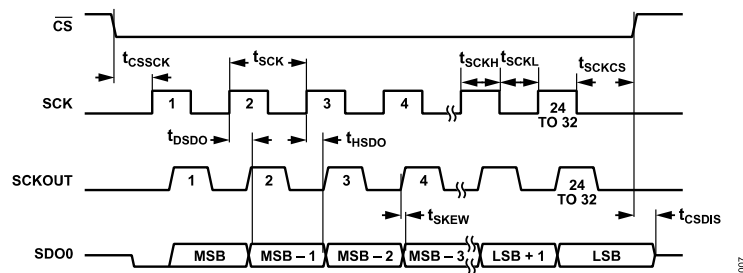 CS
tCSSCK
tSCK
tSCKH
tSCKL
tSCKCS
SCK
1
2
3
4
24
TO 32
tDSDO
tHSDO
SCKOUT
1
2
3
4
24
TO 32
tSKEW
tCSDIS
SDO0
MSB
MSB – 1
MSB – 2
MSB – 3
LSB + 1
LSB
007